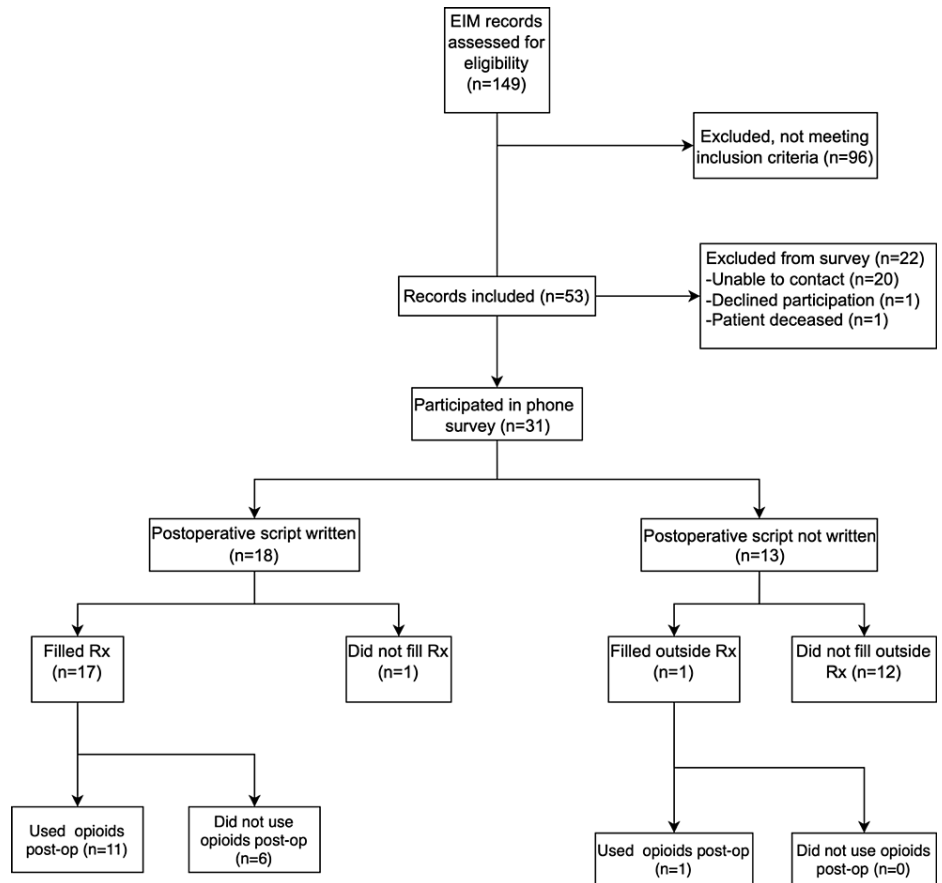 EIM records
assessed for
eligibility
(n=149)
Excluded, not meeting
inclusion criteria (n=96)
Excluded from survey (n=22)
-Unable to contact (n=20)
-Declined participation (n=1)
-Patient deceased (n=1)
Records included (n=53)
Participated in phone
survey (n=31)
Postoperative script written
(n=18)
Postoperative script not written
(n=13)
Filled Rx
(n=17)
Did not fill Rx
(n=1)
Filled outside Rx
(n=1)
Did not fill outside
Rx (n=12)
Used opioids
post-op (n=11)
Did not use
opioids post-op
(n=6)
Used opioids post-op
(n=1)
Did not use opioids
post-op (n=0)